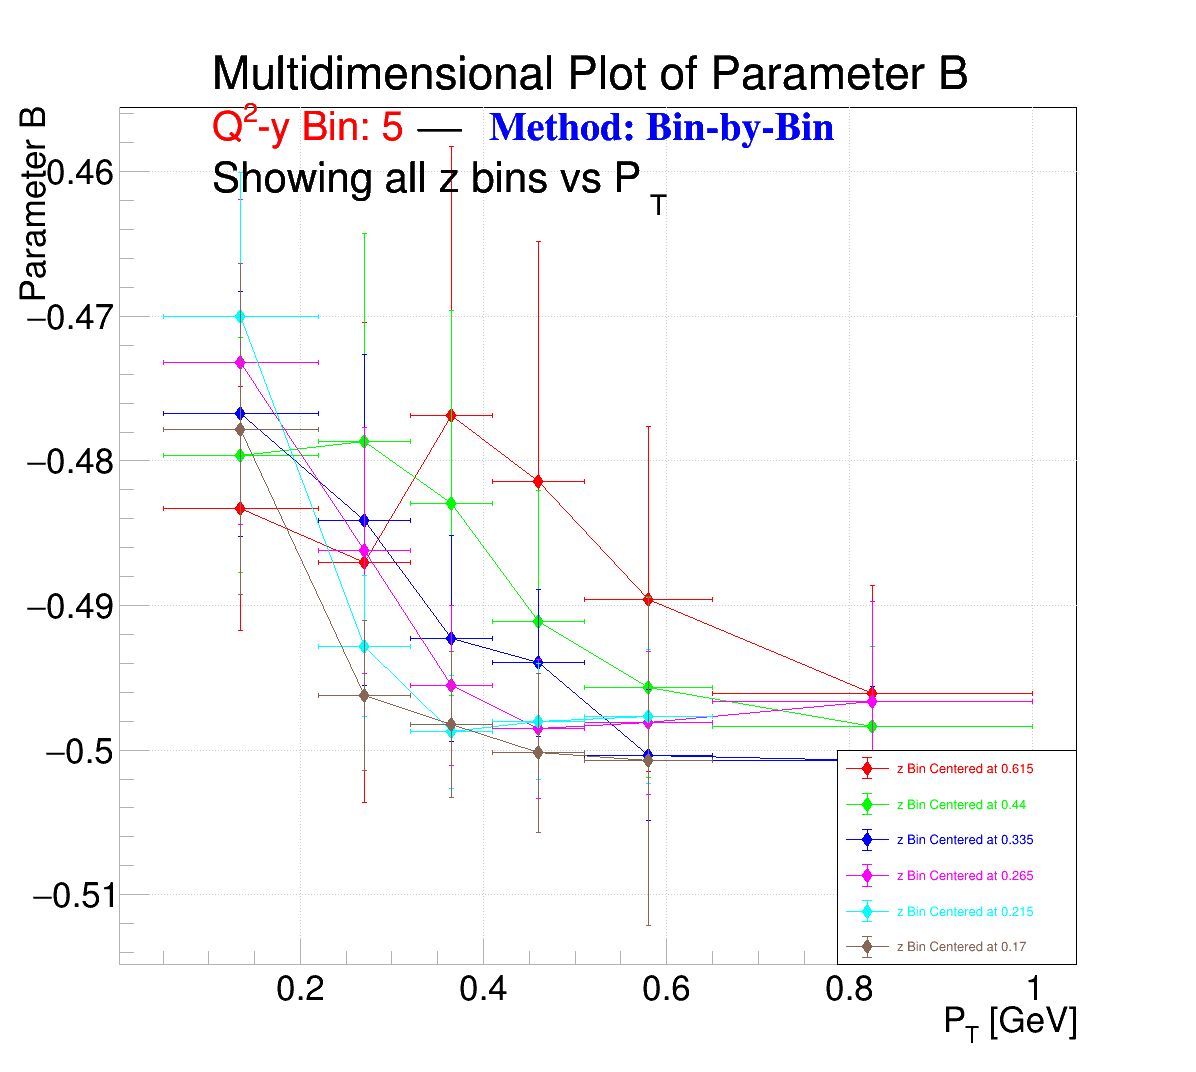 Multidimensional Plot of Parameter B
Q²-y Bin: 5 — Method: Bin-by-Bin
Showing all z bins vs P_T
Parameter B
−0.46
−0.47
−0.48
−0.49
−0.5
−0.51
z Bin Centered at 0.615
z Bin Centered at 0.44
z Bin Centered at 0.335
z Bin Centered at 0.265
z Bin Centered at 0.215
z Bin Centered at 0.17
0.2 0.4 0.6 0.8 1
P_T [GeV]